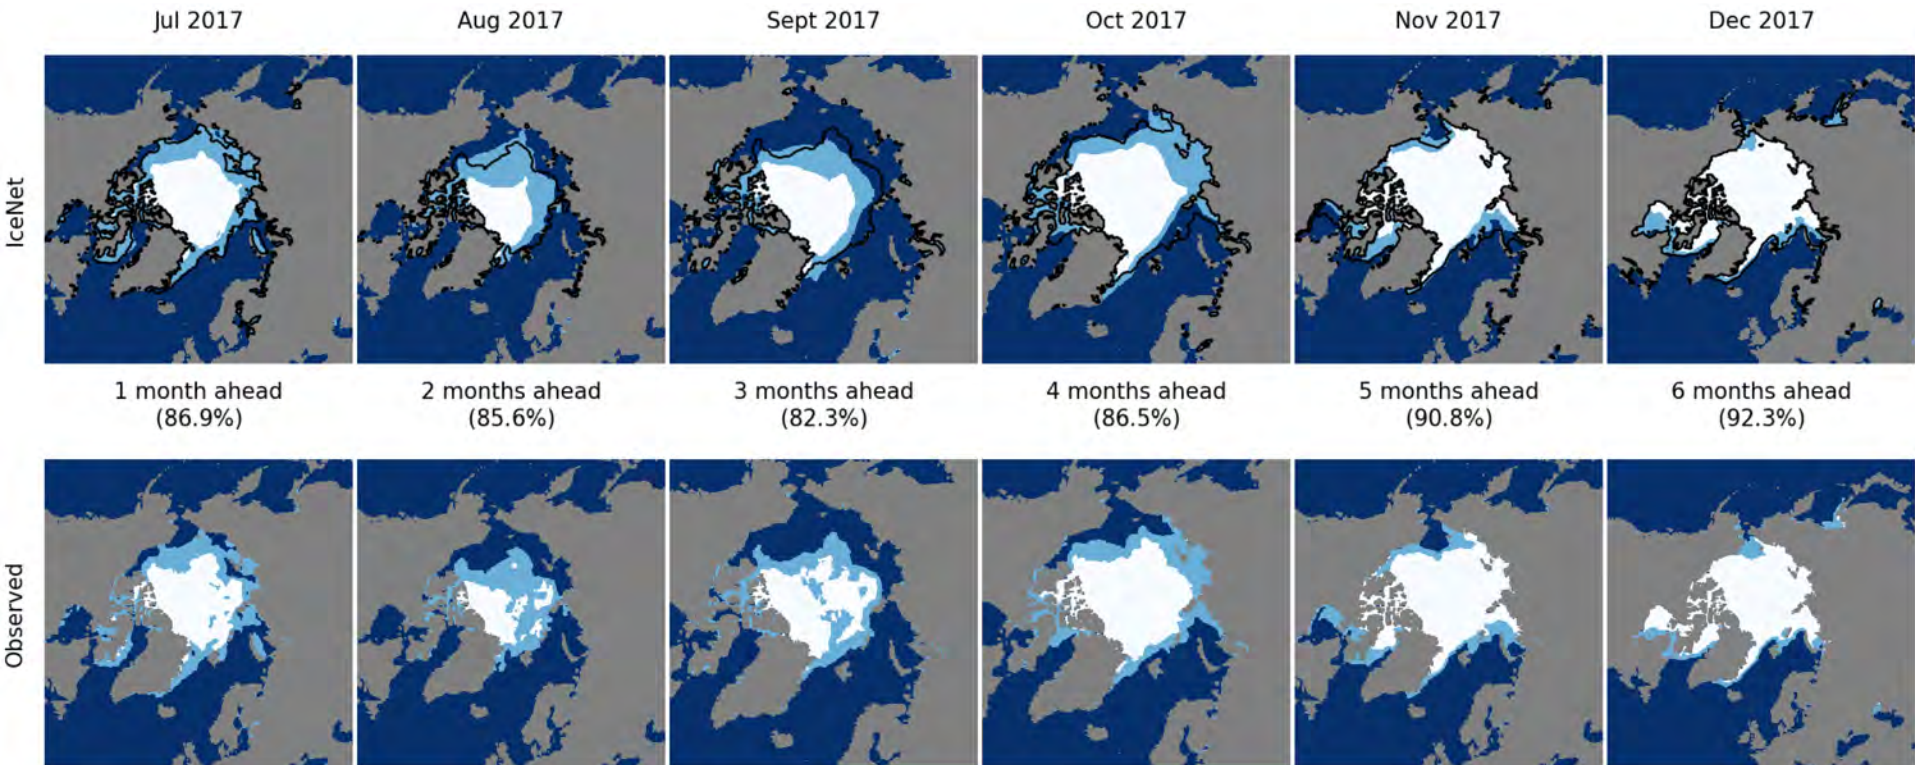 Jul 2017
Aug 2017
Sept 2017
Oct 2017
Nov 2017
Dec 2017
IceNet
1 month ahead
(86.9%)
2 months ahead
(85.6%)
3 months ahead
(82.3%)
4 months ahead
(86.5%)
5 months ahead
(90.8%)
6 months ahead
(92.3%)
Observed